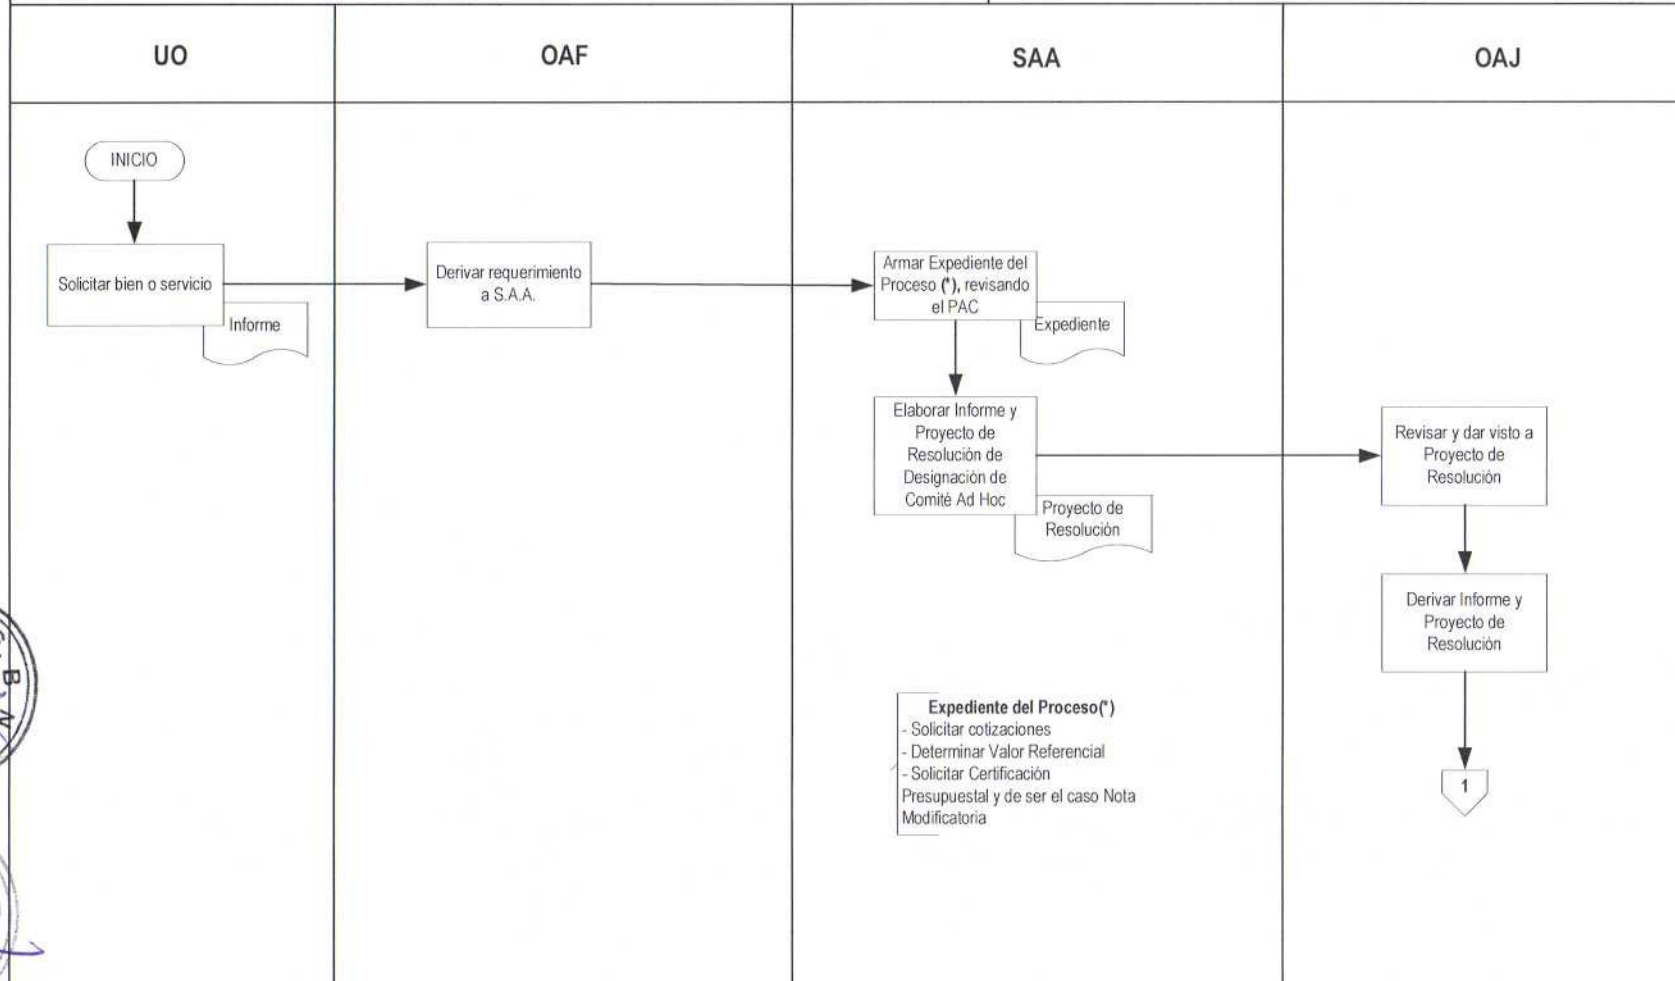 UO
OAF
SAA
OAJ
INICIO
Solicitar bien o servicio
Informe
Derivar requerimiento
a S.A.A.
Armar Expediente del
Proceso (*), revisando
el PAC
Expediente
Elaborar Informe y
Proyecto de
Resolución de
Designación de
Comité Ad Hoc
Proyecto de
Resolución
Revisar y dar visto a
Proyecto de
Resolución
Derivar Informe y
Proyecto de
Resolución
1
Expediente del Proceso(*)
- Solicitar cotizaciones
- Determinar Valor Referencial
- Solicitar Certificación
Presupuestal y de ser el caso Nota
Modificatoria
B. N